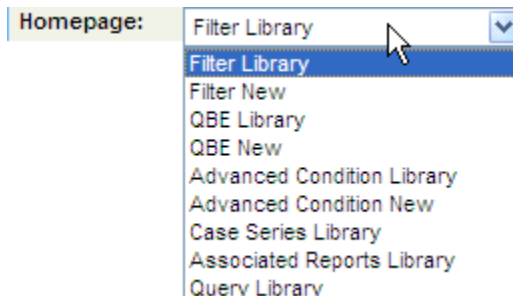 Homepage: Filter Library
Filter Library
Filter New
QBE Library
QBE New
Advanced Condition Library
Advanced Condition New
Case Series Library
Associated Reports Library
Query Library